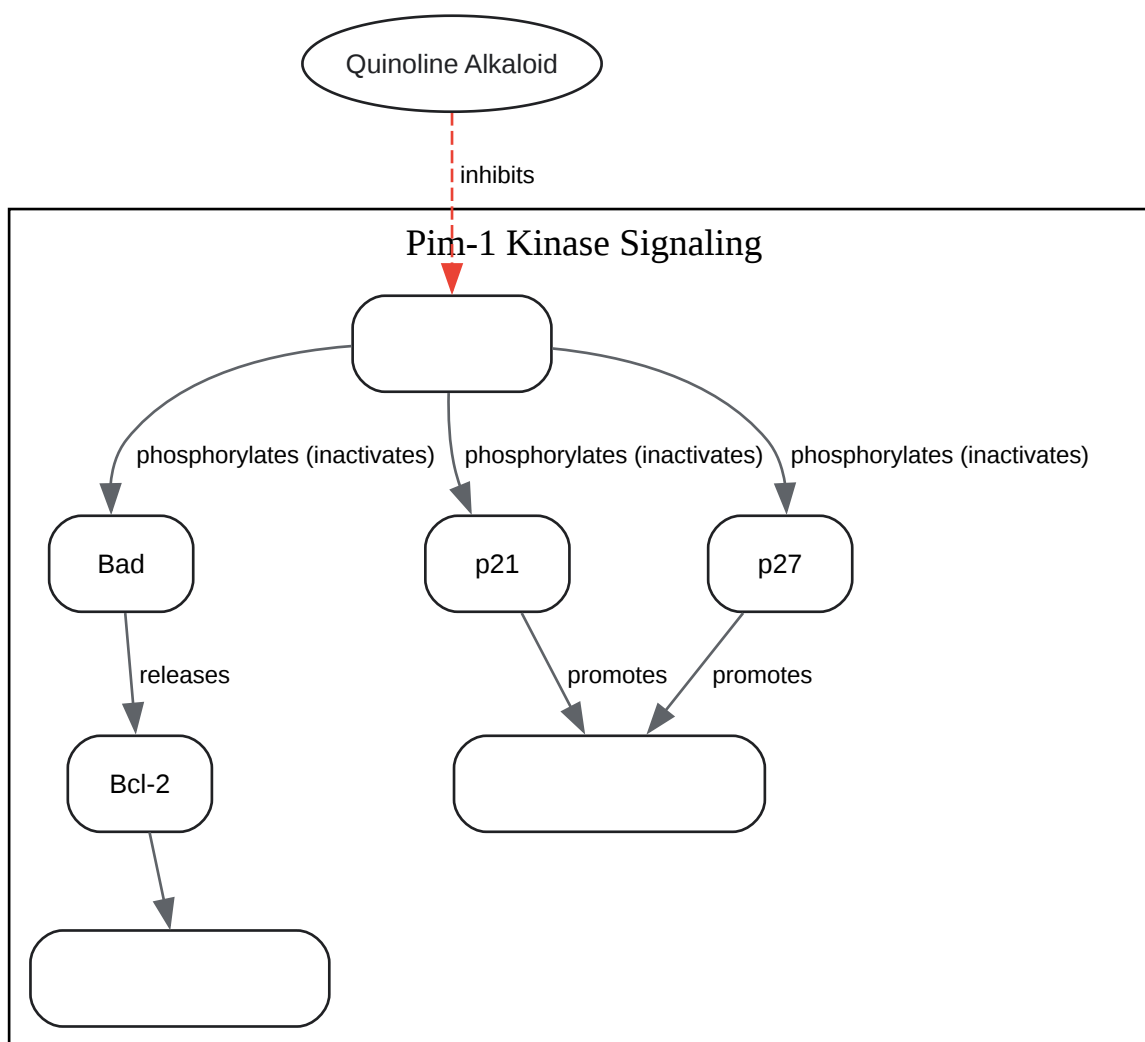 Quinoline Alkaloid
inhibits
Pim-1 Kinase Signaling
phosphorylates (inactivates)
phosphorylates (inactivates)
phosphorylates (inactivates)
Bad
p21
p27
releases
promotes
promotes
Bcl-2